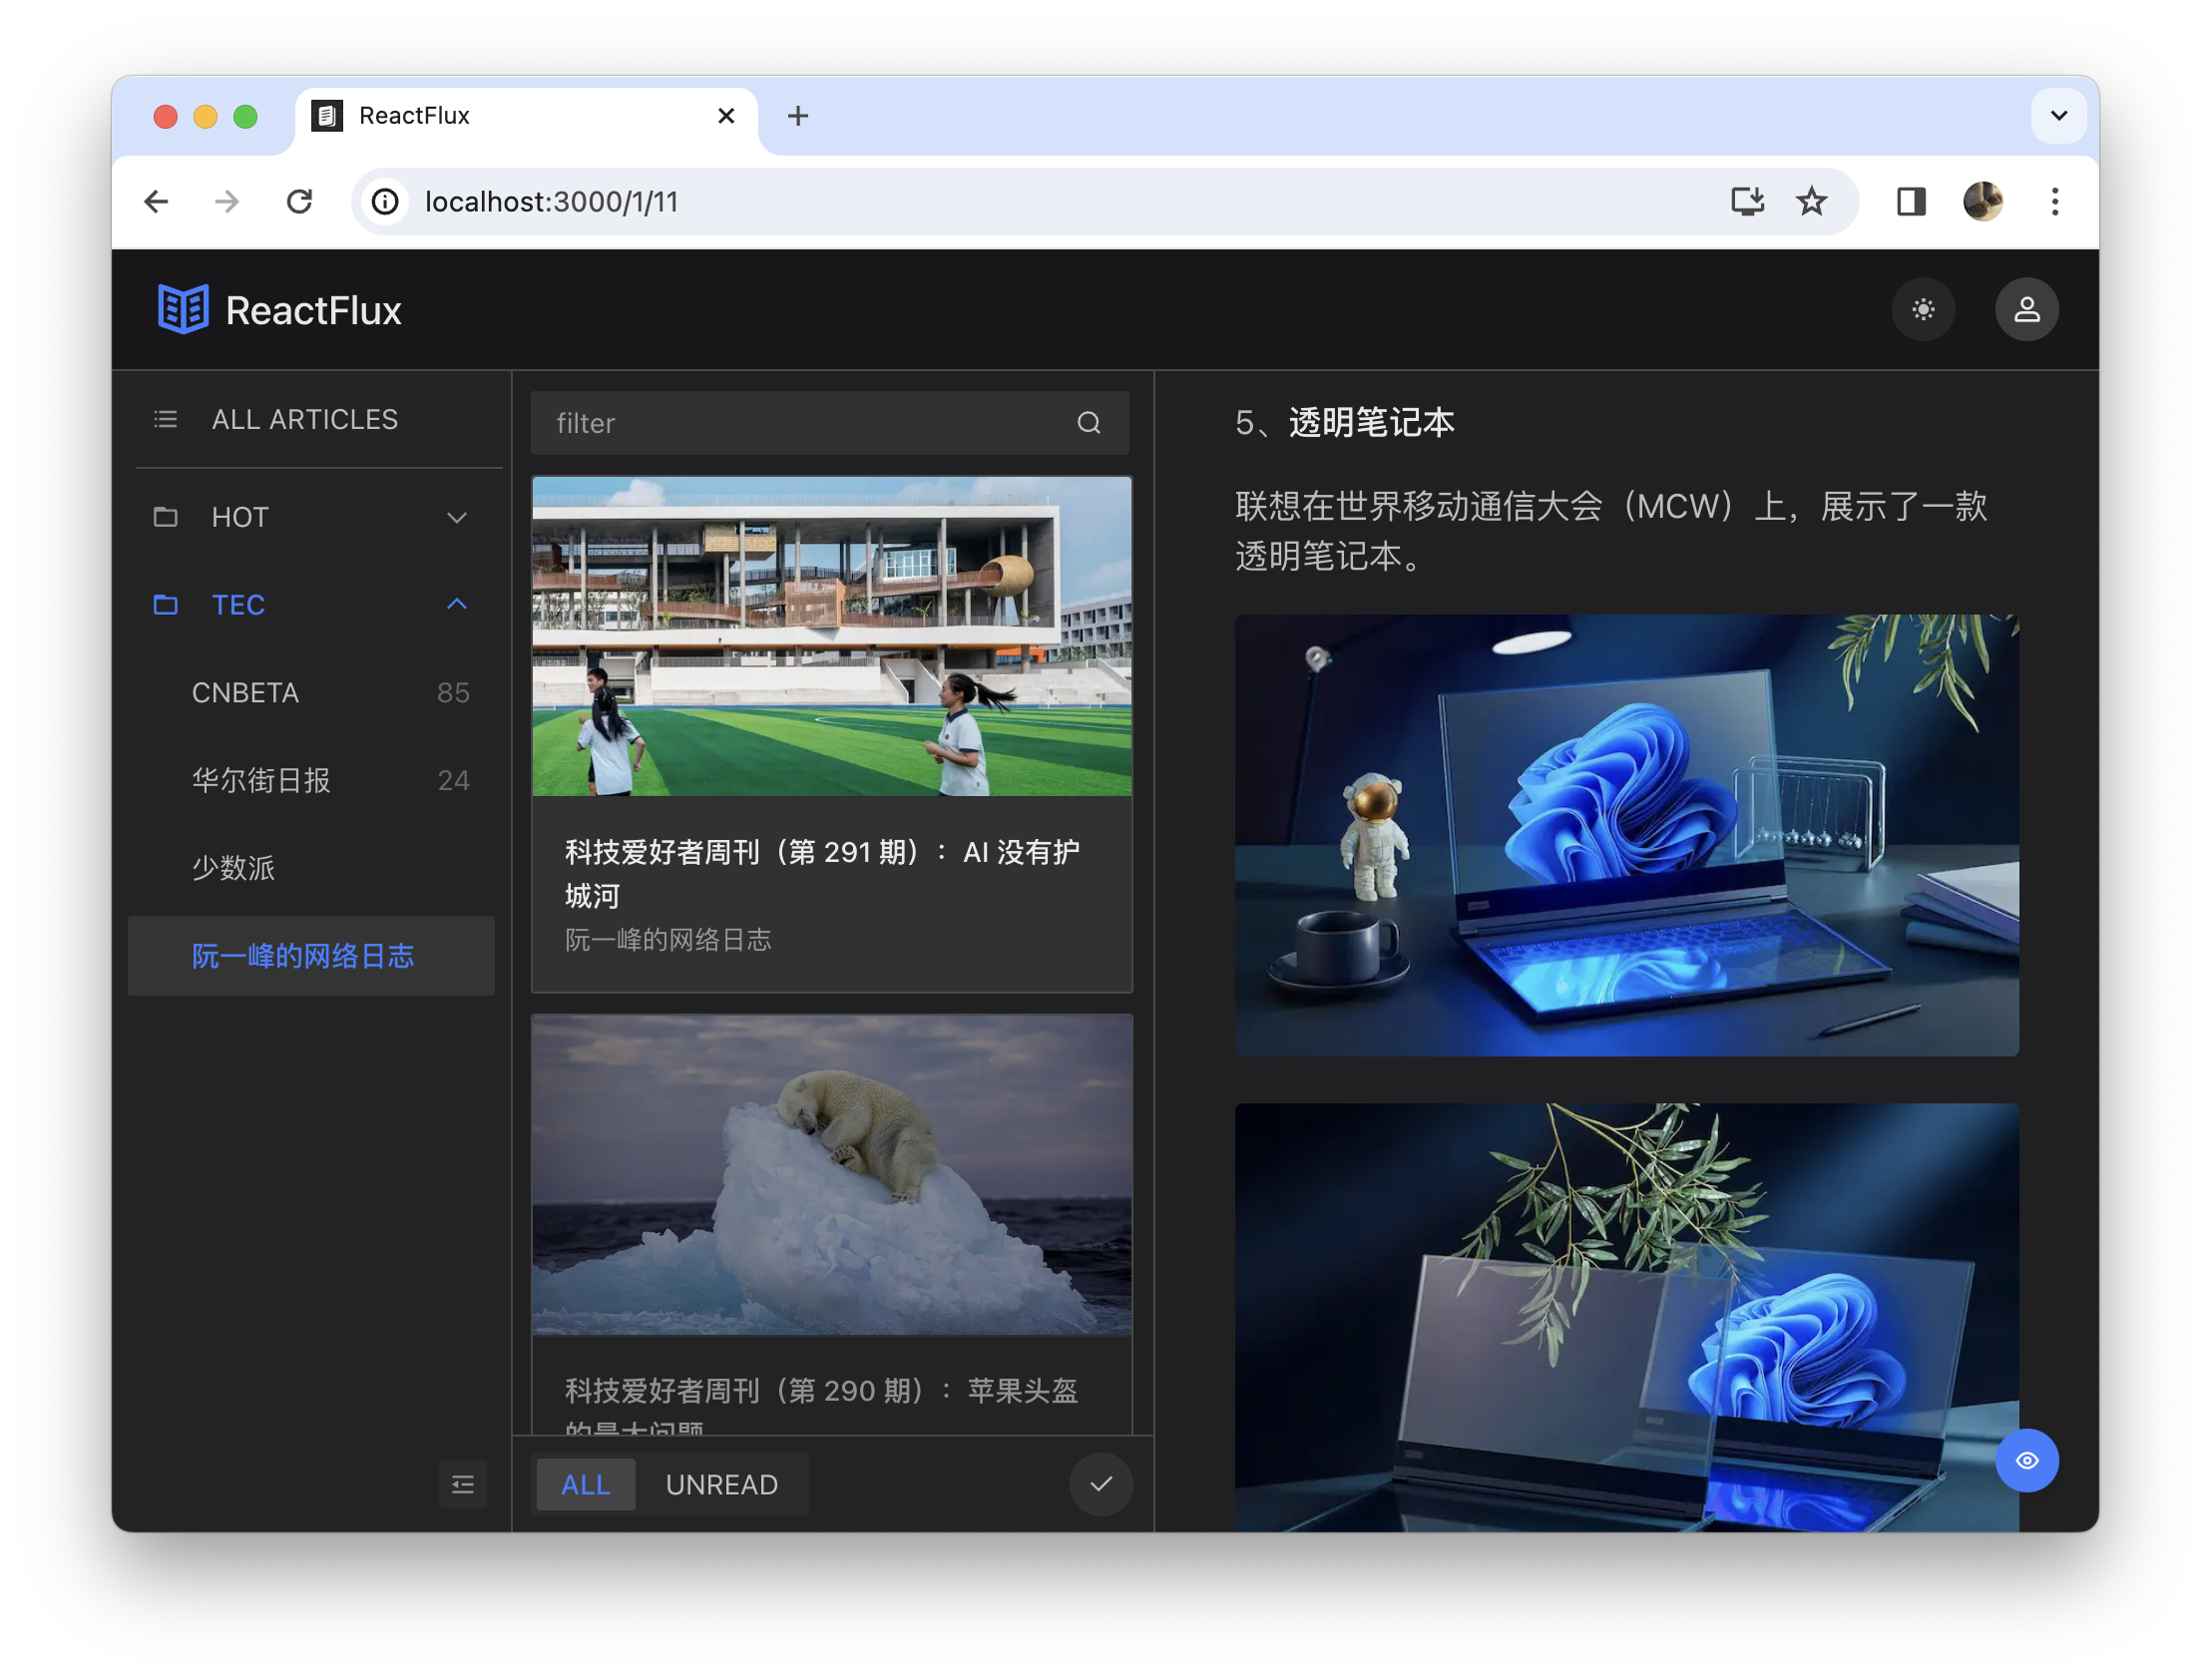 ReactFlux
localhost:3000/1/11
ReactFlux
ALL ARTICLES
HOT
TEC
CNBETA 85
华尔街日报 24
少数派
阮一峰的网络日志
filter
科技爱好者周刊（第 291 期）：AI 没有护
城河
阮一峰的网络日志
科技爱好者周刊（第 290 期）：苹果头盔
的最大问题
ALL UNREAD
5、透明笔记本
联想在世界移动通信大会（MCW）上，展示了一款
透明笔记本。